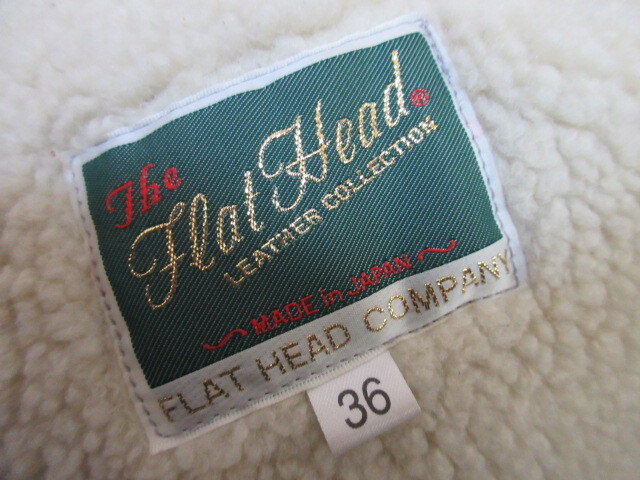 The
Flat Head®
LEATHER COLLECTION
~ MADE in JAPAN ~
FLAT HEAD COMPANY
36